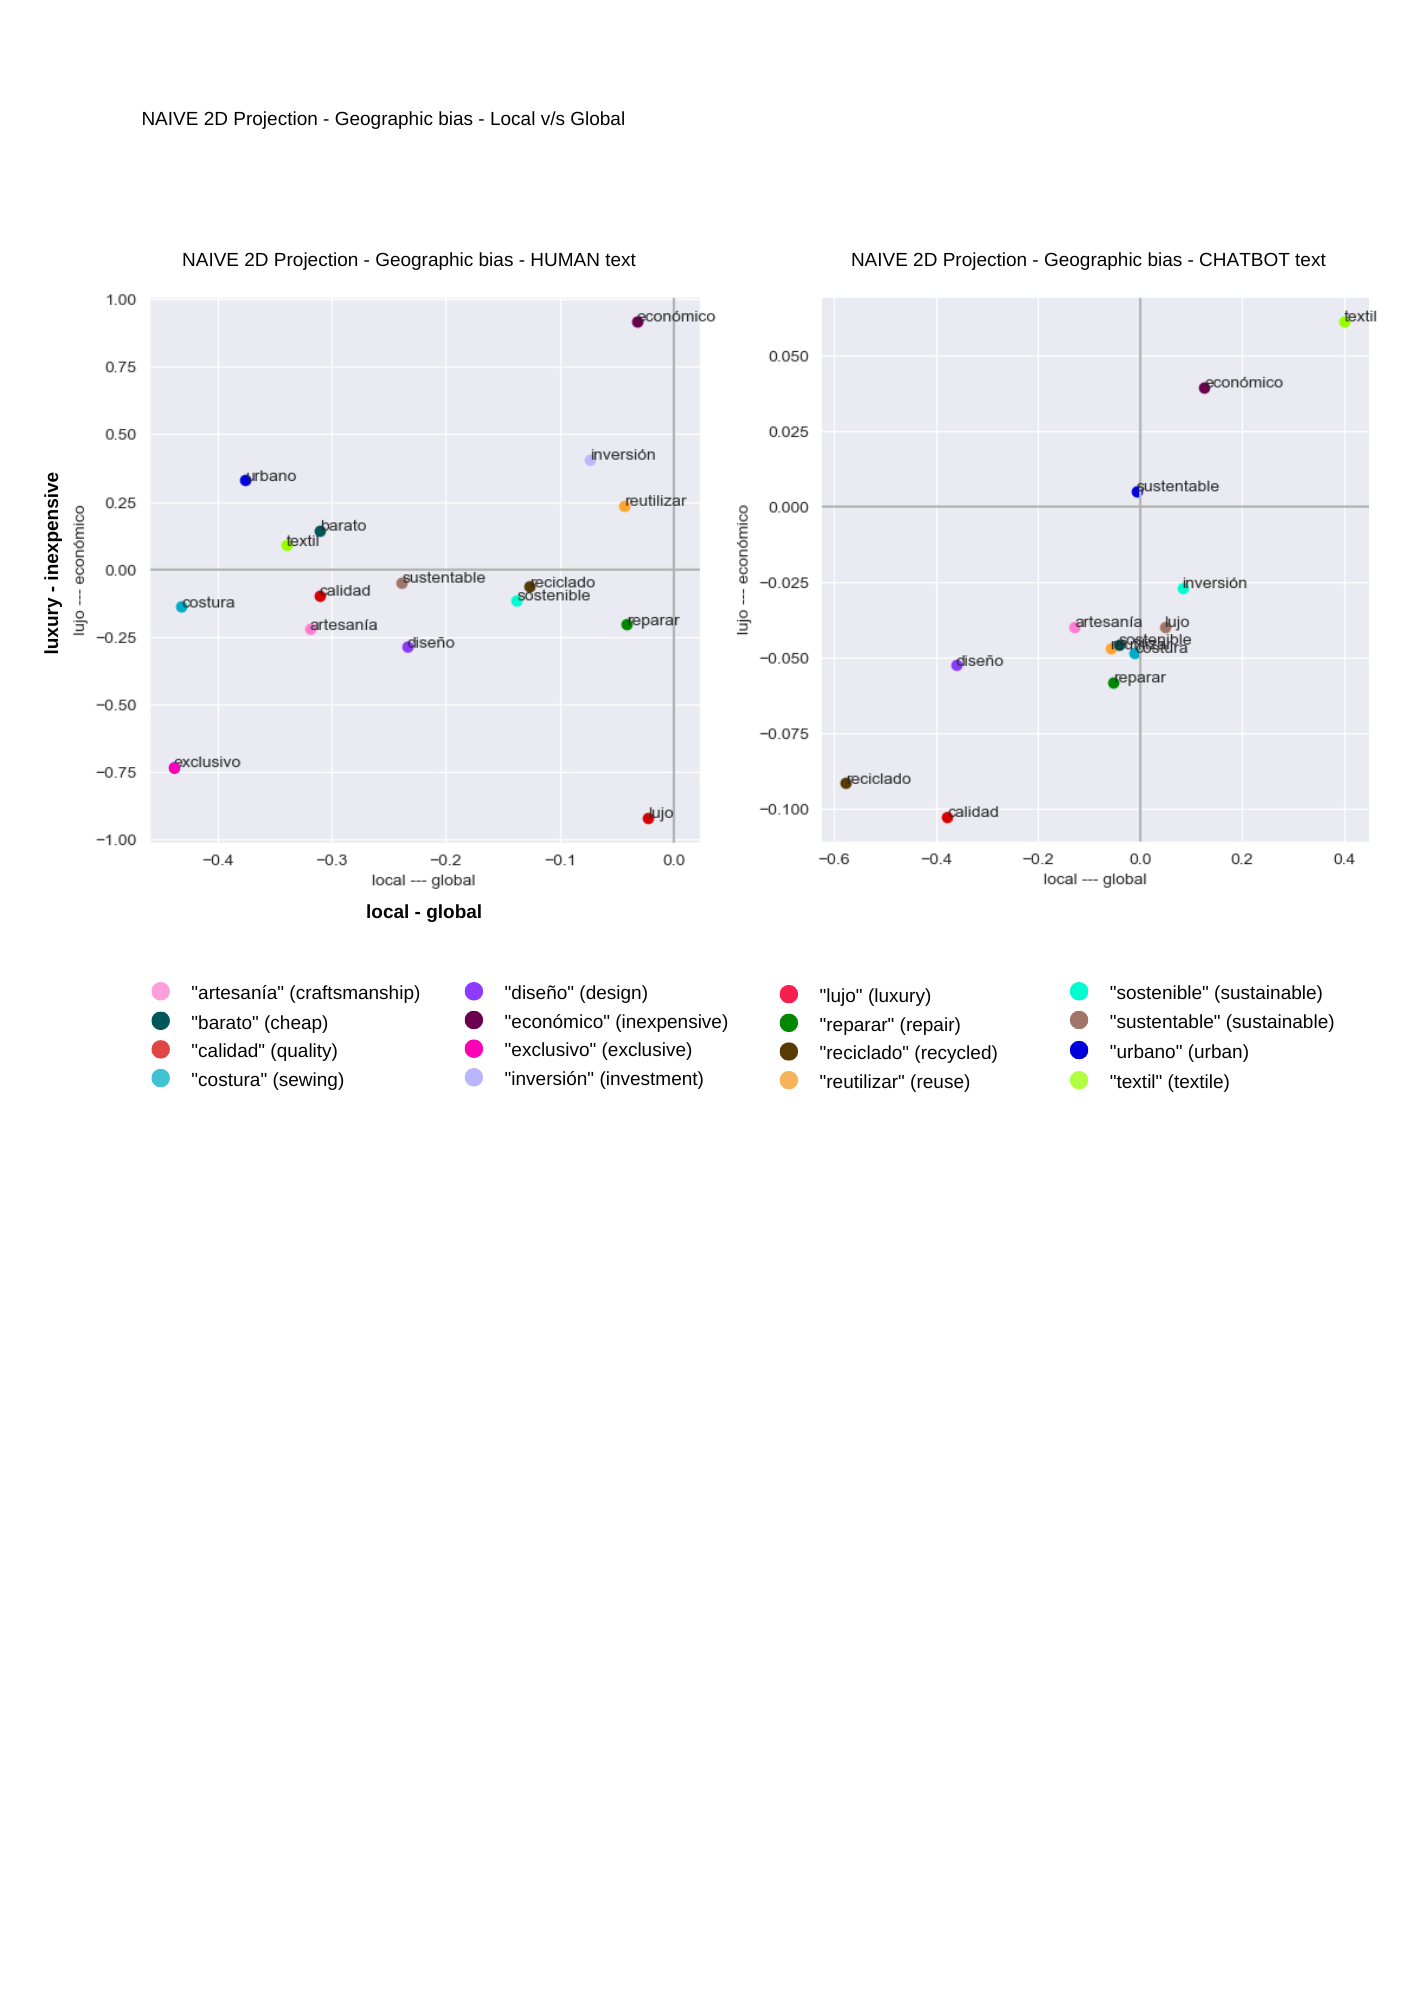 NAIVE 2D Projection - Geographic bias - Local v/s Global
NAIVE 2D Projection - Geographic bias - HUMAN text
1.00
0.75
0.50
0.25
0.00
−0.25
−0.50
−0.75
−1.00
luxury - inexpensive
lujo --- económico
económico
inversión
urbano
reutilizar
barato
textil
sustentable
reciclado
calidad
sostenible
costura
reparar
artesanía
diseño
exclusivo
lujo
−0.4 −0.3 −0.2 −0.1 0.0
local --- global
local - global
NAIVE 2D Projection - Geographic bias - CHATBOT text
0.050
0.025
0.000
−0.025
−0.050
−0.075
−0.100
lujo --- económico
textil
económico
sustentable
inversión
artesanía
lujo
sostenible
reutilizar
costura
diseño
reparar
reciclado
calidad
−0.6 −0.4 −0.2 0.0 0.2 0.4
local --- global
"artesanía" (craftsmanship)
"barato" (cheap)
"calidad" (quality)
"costura" (sewing)
"diseño" (design)
"económico" (inexpensive)
"exclusivo" (exclusive)
"inversión" (investment)
"lujo" (luxury)
"reparar" (repair)
"reciclado" (recycled)
"reutilizar" (reuse)
"sostenible" (sustainable)
"sustentable" (sustainable)
"urbano" (urban)
"textil" (textile)